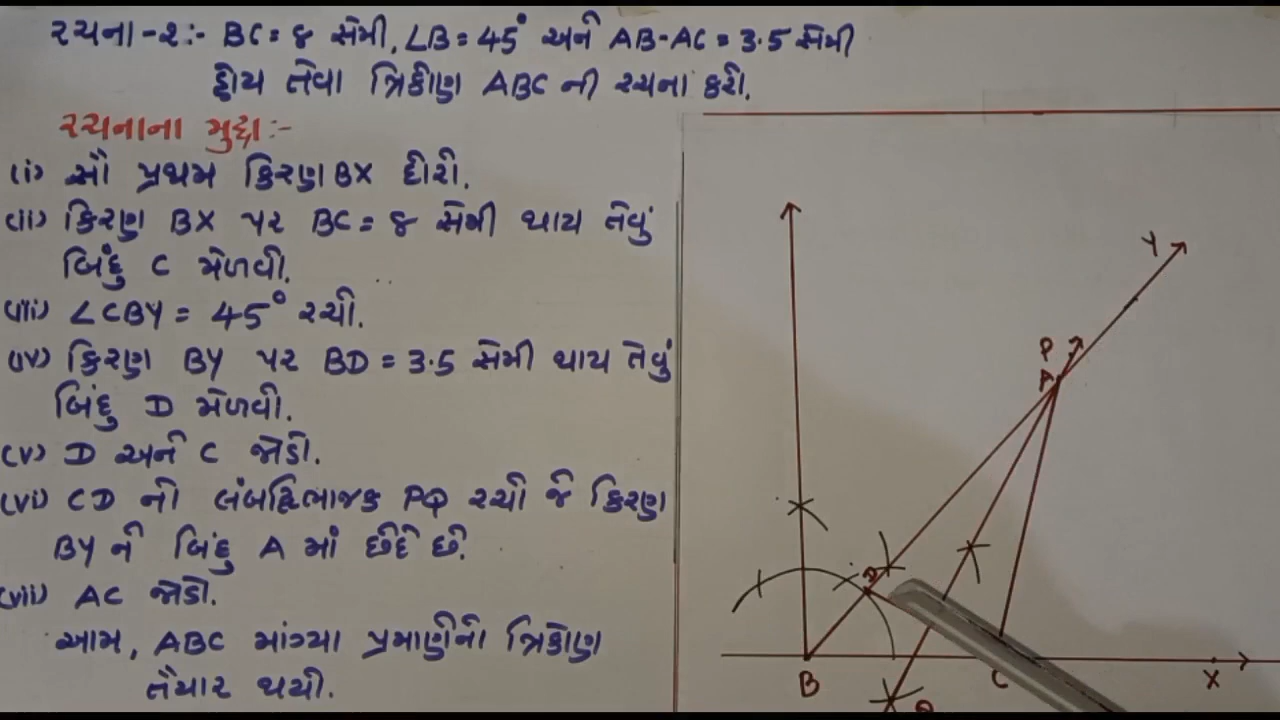 રચના -૨ :- BC = 8 સેમી, ∠B = 45° અને AB-AC = 3.5 સેમી
હોય તેવા ત્રિકોણ ABC ની રચના કરો.
રચનાના મુદ્દા :-
(i) સૌ પ્રથમ કિરણ BX દોરો.
(ii) કિરણ BX પર BC = 8 સેમી થાય તેવું
બિંદુ C મેળવો.
(iii) ∠CBY = 45° રચો.
(iv) કિરણ BY પર BD = 3.5 સેમી થાય તેવું
બિંદુ D મેળવો.
(v) D અને C જોડો.
(vi) CD નો લંબદ્વિભાજક PQ રચો જે કિરણ
BY ને બિંદુ A માં છેદે છે.
(vii) AC જોડો.
આમ, ABC માંગ્યા પ્રમાણેનો ત્રિકોણ
તૈયાર થયો.
Y
P
A
D
B
C
X
Q